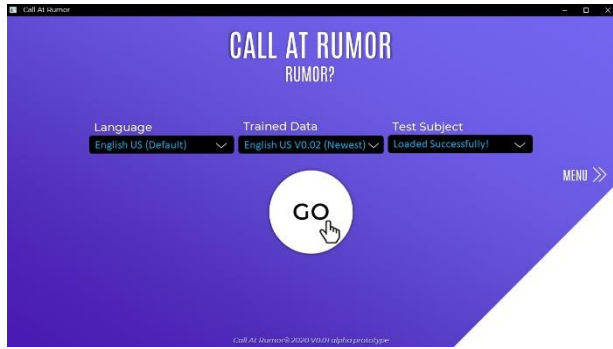 Call At Rumor
CALL AT RUMOR
RUMOR?
Language Trained Data Test Subject
English US (Default) English US V0.02 (Newest) Loaded Successfully!
MENU
GO
Call At Rumor® 2020 V0.01 alpha prototype